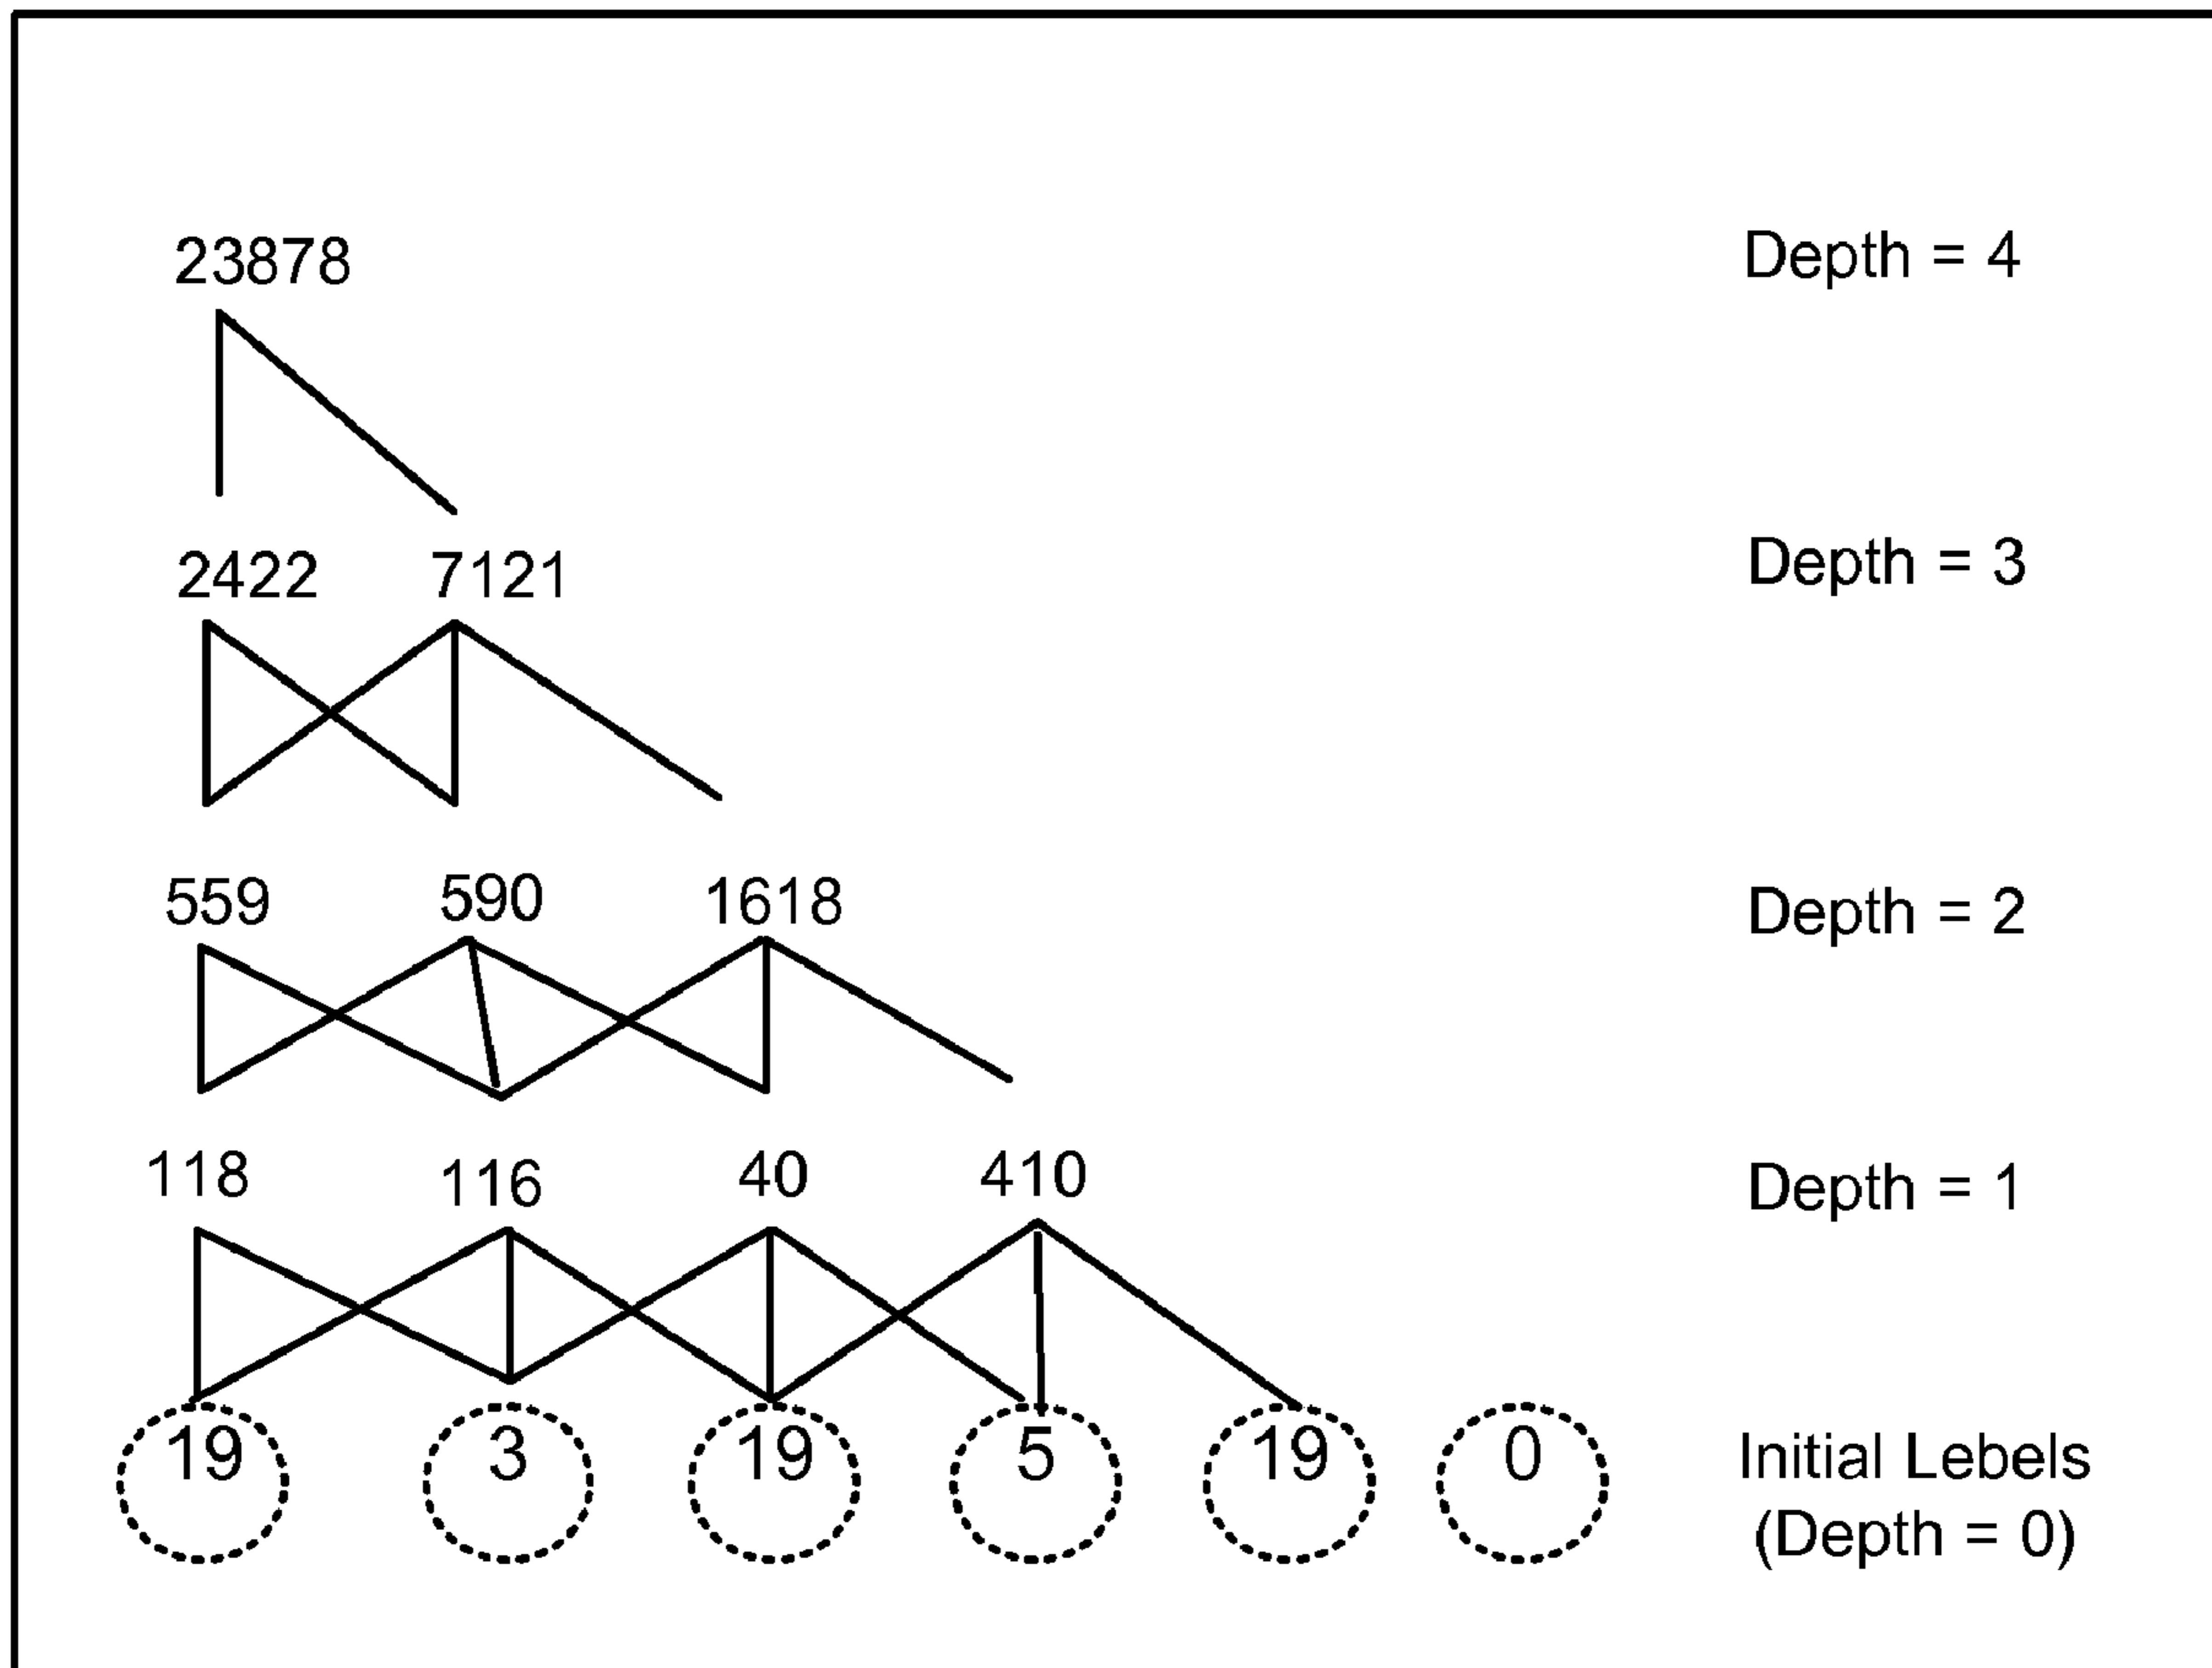 23878 Depth = 4
2422 7121 Depth = 3
559 590 1618 Depth = 2
118 116 40 410 Depth = 1
19 3 19 5 19 0 Initial Lebels
(Depth = 0)